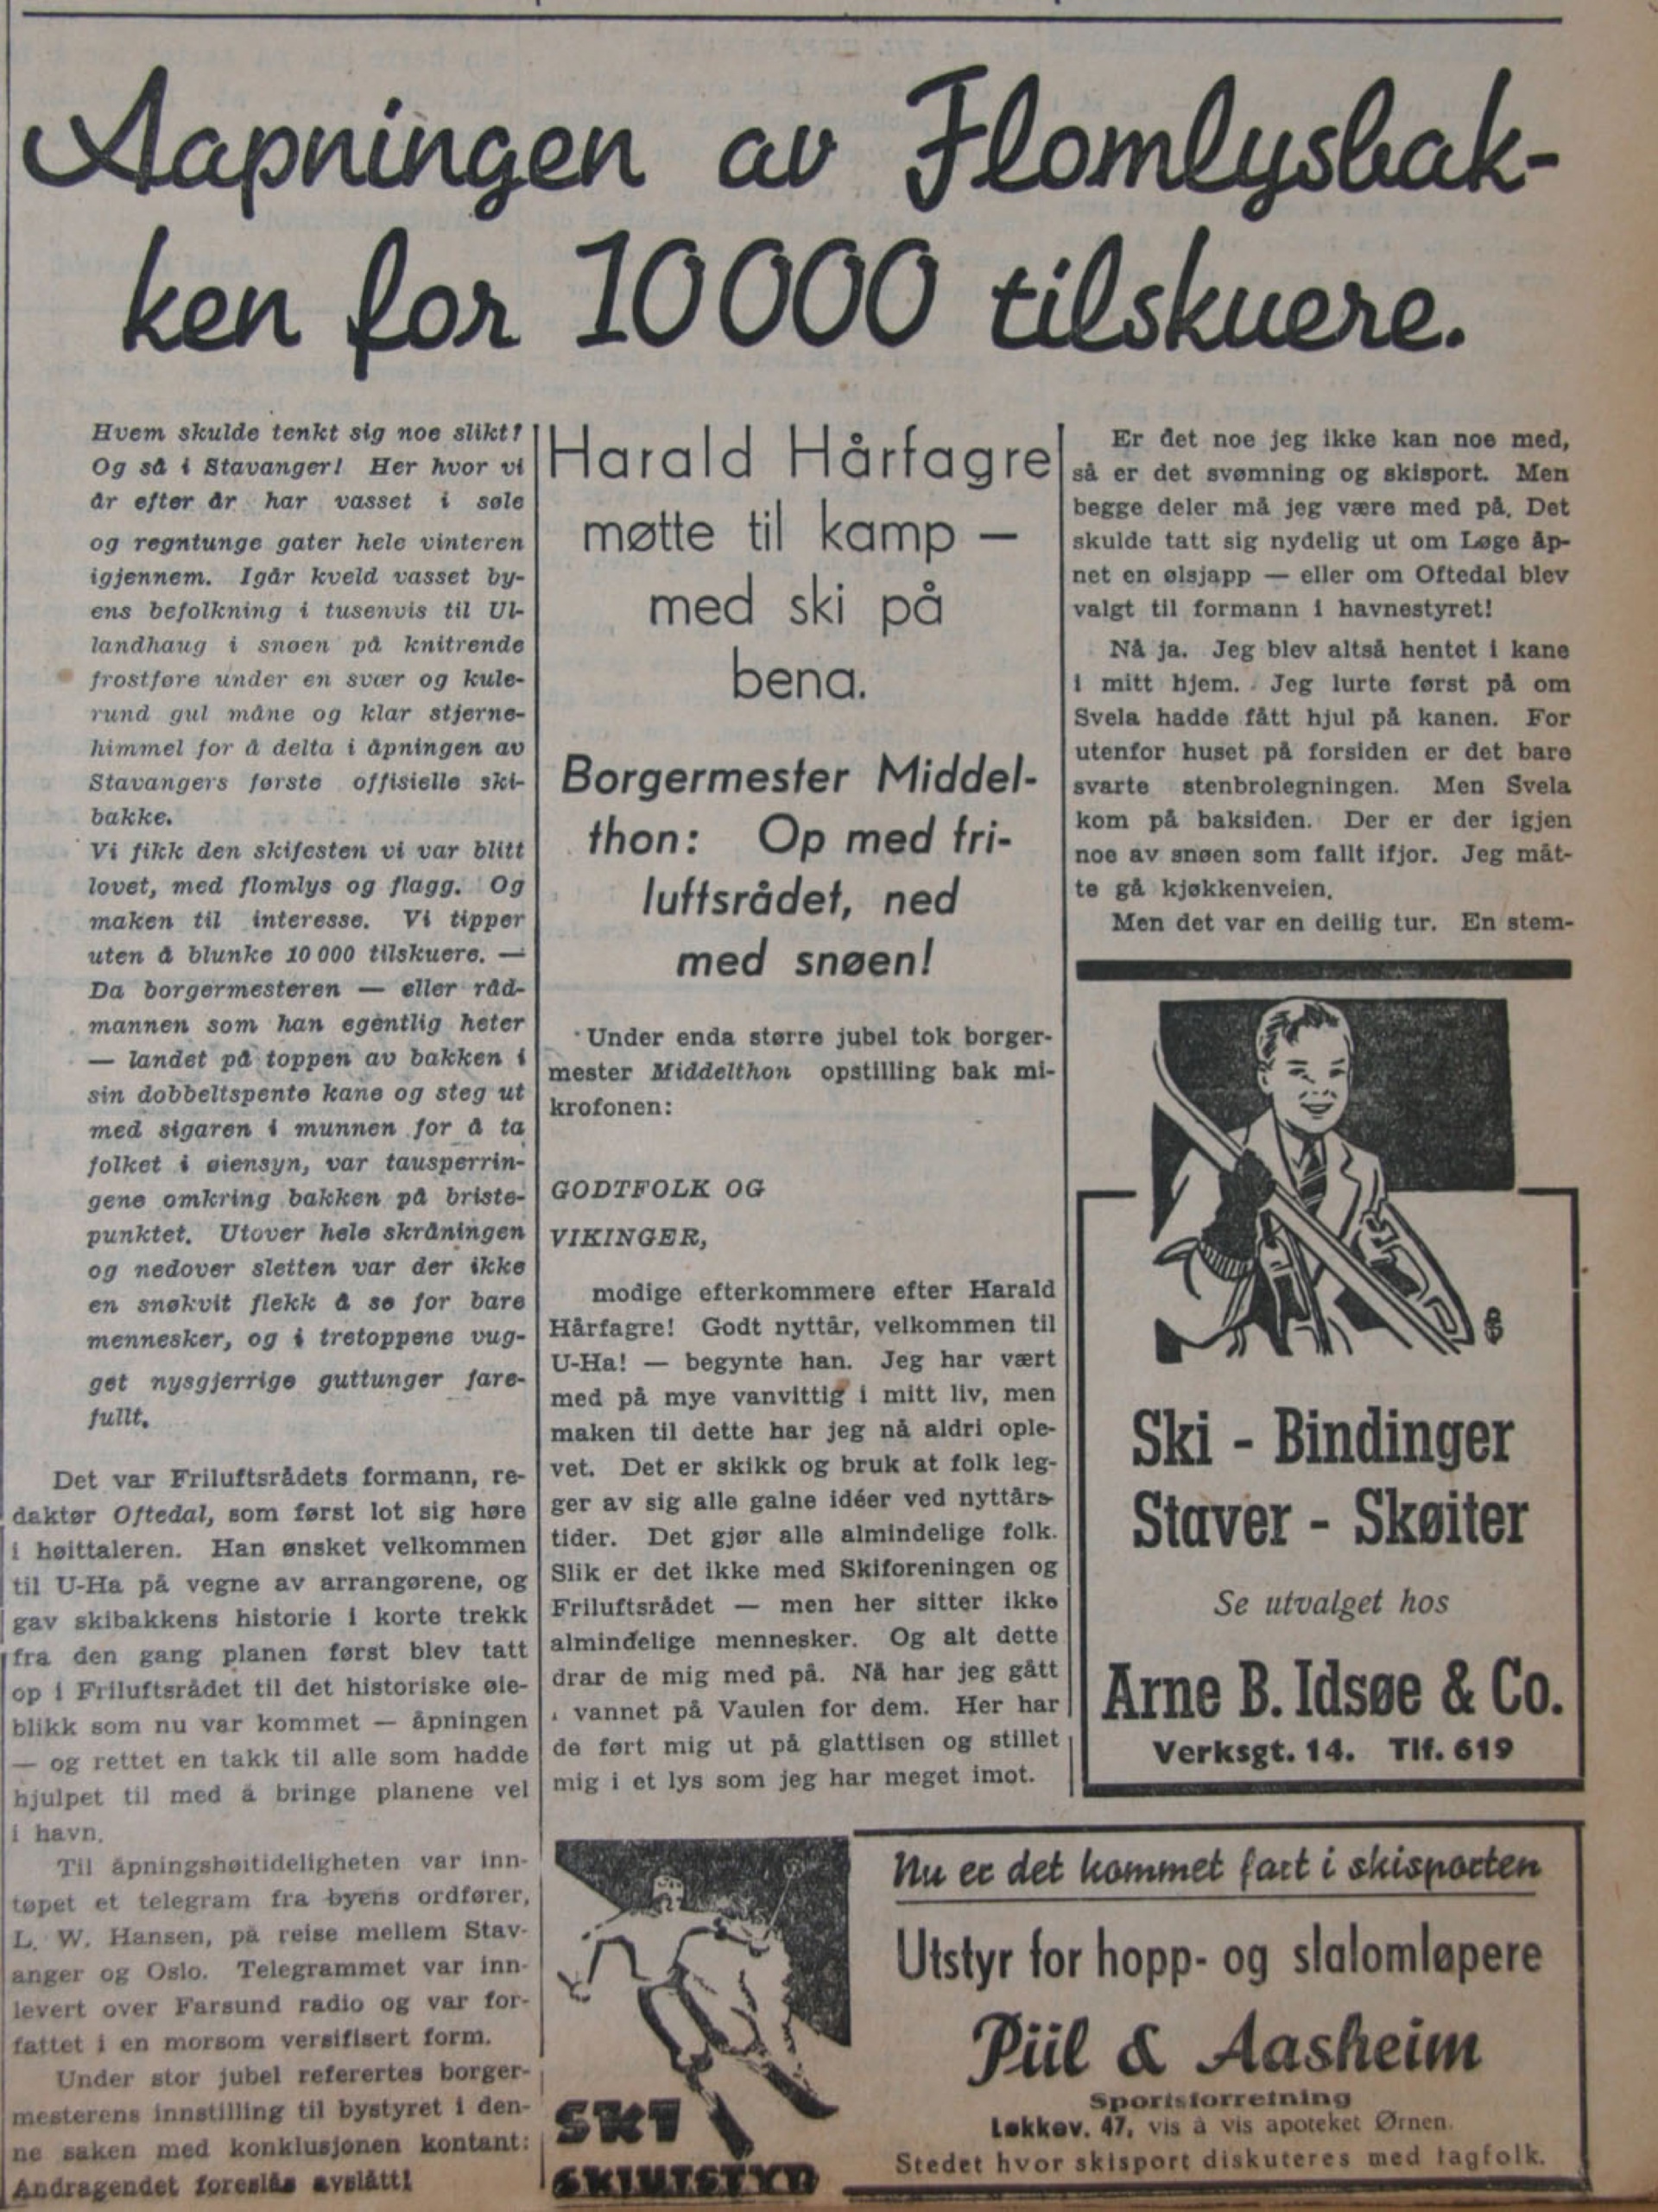 Aapningen av Flomlysbak-
ken for 10 000 tilskuere.
Hvem skulde tenkt sig noe slikt!
Og så i Stavanger! Her hvor vi
år efter år har vasset i søle
og regntunge gater hele vinteren
igjennem. Igår kveld vasset by-
ens befolkning i tusenvis til Ul-
landhaug i snøen på knitrende
frostføre under en svær og kule-
rund gul måne og klar stjerne-
himmel for å delta i åpningen av
Stavangers første offisielle ski-
bakke.
Vi fikk den skifesten vi var blitt
lovet, med flomlys og flagg. Og
maken til interesse. Vi tipper
uten å blunke 10 000 tilskuere. —
Da borgermesteren — eller råd-
mannen som han egentlig heter
— landet på toppen av bakken i
sin dobbeltspente kane og steg ut
med sigaren i munnen for å ta
folket i øiensyn, var tausperrin-
gene omkring bakken på briste-
punktet. Utover hele skråningen
og nedover sletten var der ikke
en snøkvit flekk å se for bare
mennesker, og i tretoppene vug-
get nysgjerrige guttunger fare-
fullt.
Det var Friluftsrådets formann, re-
daktør Oftedal, som først lot sig høre
i høittaleren. Han ønsket velkommen
til U-Ha på vegne av arrangørene, og
gav skibakkens historie i korte trekk
fra den gang planen først blev tatt
op i Friluftsrådet til det historiske øie-
blikk som nu var kommet — åpningen
— og rettet en takk til alle som hadde
hjulpet til med å bringe planene vel
i havn.
Til åpningshøitideligheten var inn-
tøpet et telegram fra byens ordfører,
L. W. Hansen, på reise mellem Stav-
anger og Oslo. Telegrammet var inn-
levert over Farsund radio og var for-
fattet i en morsom versifisert form.
Under stor jubel referertes borger-
mesterens innstilling til bystyret i den-
ne saken med konklusjonen kontant:
Andragendet foreslås avslått!
Harald Hårfagre
møtte til kamp —
med ski på
bena.
Borgermester Middel-
thon: Op med fri-
luftsrådet, ned
med snøen!
Under enda større jubel tok borger-
mester Middelthon opstilling bak mi-
krofonen:
GODTFOLK OG
VIKINGER,
modige efterkommere efter Harald
Hårfagre! Godt nyttår, velkommen til
U-Ha! — begynte han. Jeg har vært
med på mye vanvittig i mitt liv, men
maken til dette har jeg nå aldri ople-
vet. Det er skikk og bruk at folk leg-
ger av sig alle galne idéer ved nyttårs-
tider. Det gjør alle almindelige folk.
Slik er det ikke med Skiforeningen og
Friluftsrådet — men her sitter ikke
almindelige mennesker. Og alt dette
drar de mig med på. Nå har jeg gått
i vannet på Vaulen for dem. Her har
de ført mig ut på glattisen og stillet
mig i et lys som jeg har meget imot.
Er det noe jeg ikke kan noe med,
så er det svømning og skisport. Men
begge deler må jeg være med på. Det
skulde tatt sig nydelig ut om Løge åp-
net en ølsjapp — eller om Oftedal blev
valgt til formann i havnestyret!
Nå ja. Jeg blev altså hentet i kane
i mitt hjem. Jeg lurte først på om
Svela hadde fått hjul på kanen. For
utenfor huset på forsiden er det bare
svarte stenbrolegningen. Men Svela
kom på baksiden. Der er der igjen
noe av snøen som fallt ifjor. Jeg måt-
te gå kjøkkenveien.
Men det var en deilig tur. En stem-
Ski - Bindinger
Staver - Skøiter
Se utvalget hos
Arne B. Idsøe & Co.
Verksgt. 14. Tlf. 619
SKI
SKIUTSTYR
Nu er det kommet fart i skisporten
Utstyr for hopp- og slalomløpere
Piil & Aasheim
Sportsforretning
Løkkev. 47, vis à vis apoteket Ørnen.
Stedet hvor skisport diskuteres med fagfolk.